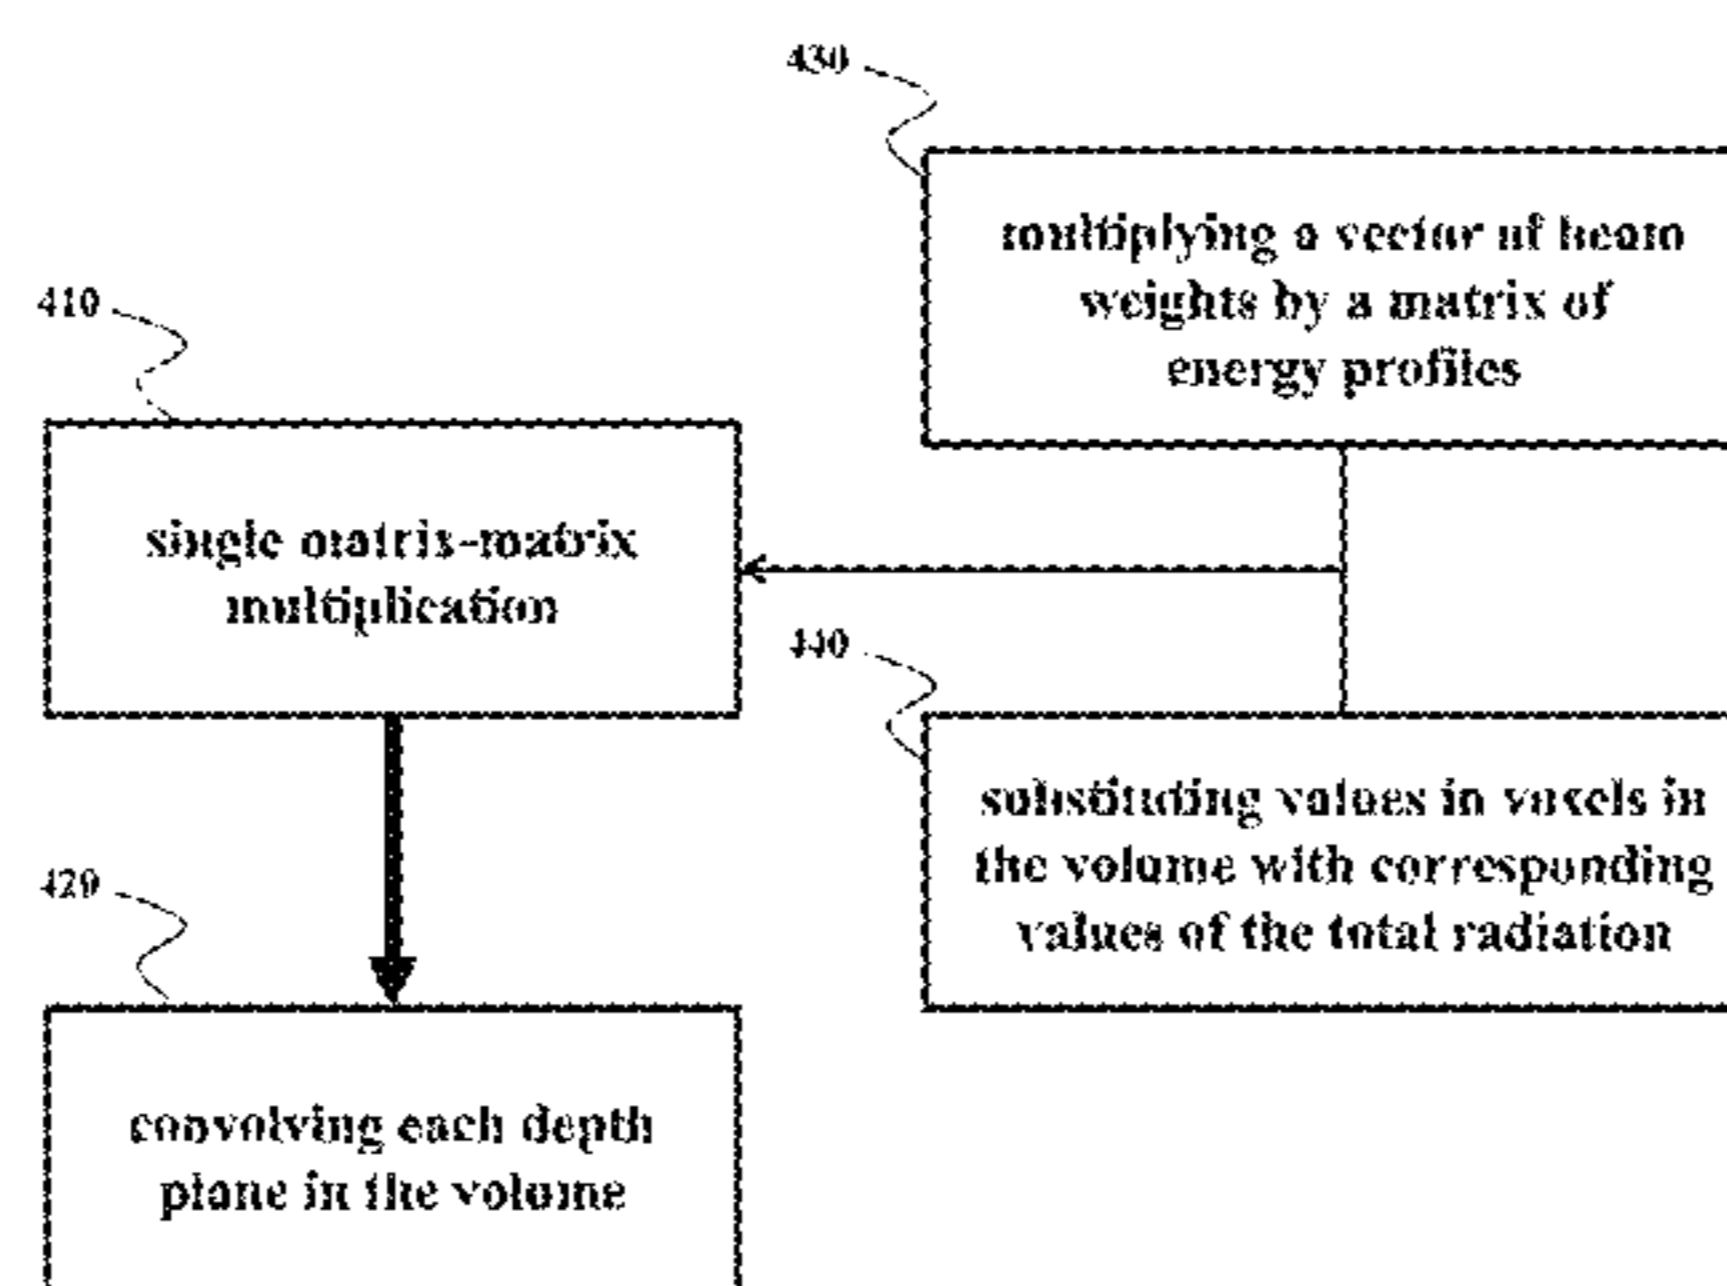 430
multiplying a vector of beam
weights by a matrix of
energy profiles
410
single matrix-matrix
multiplication
440
substituting values in voxels in
the volume with corresponding
values of the total radiation
420
convolving each depth
plane in the volume